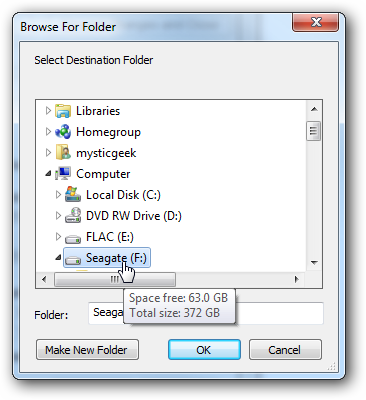 Browse For Folder
Select Destination Folder
Libraries
Homegroup
mysticgeek
Computer
Local Disk (C:)
DVD RW Drive (D:)
FLAC (E:)
Seagate (F:)
Space free: 63.0 GB
Total size: 372 GB
Folder:
Make New Folder
OK
Cancel